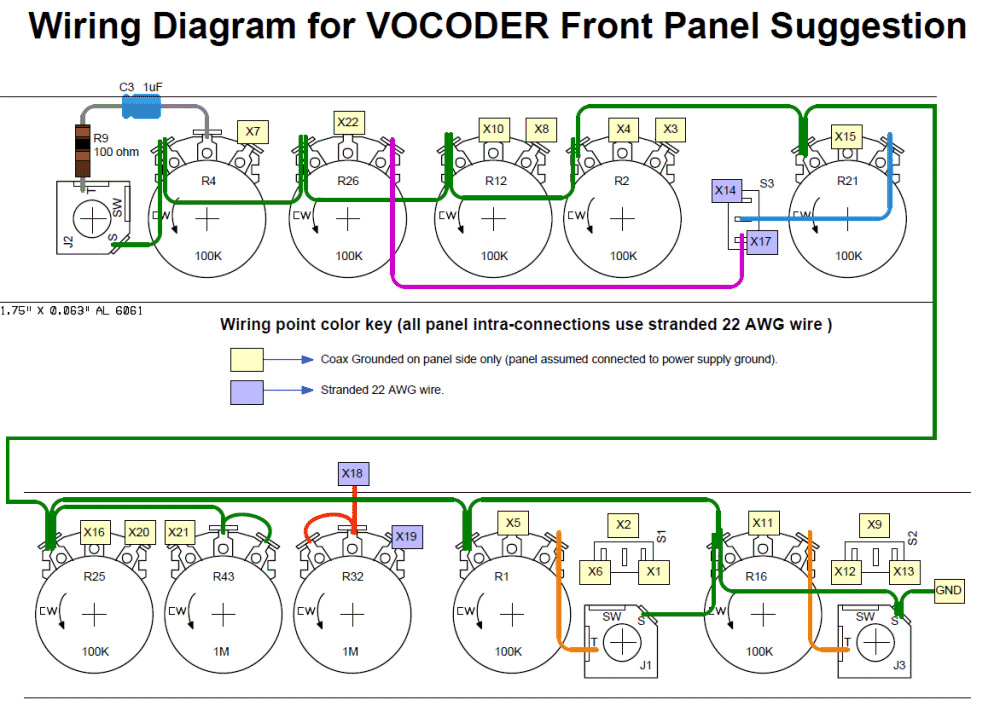 Wiring Diagram for VOCODER Front Panel Suggestion
C3 1uF
R9
100 ohm
X7
X22
X10
X8
X4
X3
X15
R4
R26
R12
R2
X14
S3
R21
T
SW
J2
S
CW
CW
CW
CW
CW
X17
100K
100K
100K
100K
100K
1.75" X 0.063" AL 6061
Wiring point color key (all panel intra-connections use stranded 22 AWG wire )
Coax Grounded on panel side only (panel assumed connected to power supply ground).
Stranded 22 AWG wire.
X18
X16
X20
X21
X19
X5
X2
S1
X11
X9
S2
X6
X1
X12
X13
R25
R43
R32
R1
R16
GND
CW
CW
CW
CW
CW
SW
S
T
J1
SW
S
T
J3
100K
1M
1M
100K
100K